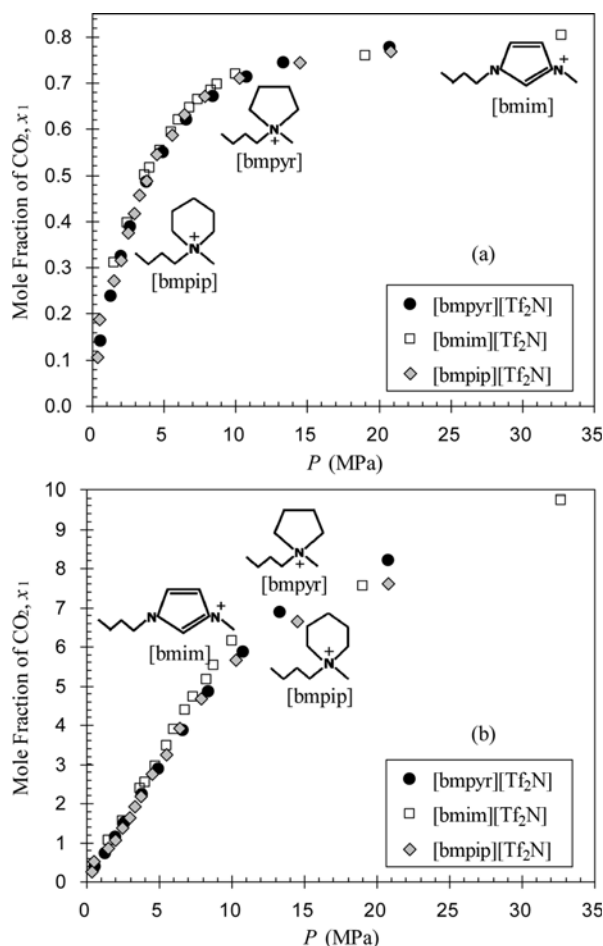 0.8
0.7
0.6
0.5
0.4
0.3
0.2
0.1
0.0
Mole Fraction of CO₂, x₁
N
+
[bmpyr]
N
+
[bmpip]
N
N
+
[bmim]
(a)
[bmpyr][Tf₂N]
[bmim][Tf₂N]
[bmpip][Tf₂N]
0 5 10 15 20 25 30 35
P (MPa)
10
9
8
7
6
5
4
3
2
1
0
Mole Fraction of CO₂, x₁
N
+
[bmpyr]
N
N
+
[bmim]
N
+
[bmpip]
(b)
[bmpyr][Tf₂N]
[bmim][Tf₂N]
[bmpip][Tf₂N]
0 5 10 15 20 25 30 35
P (MPa)